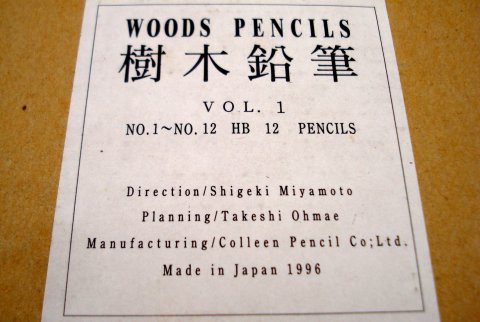 WOODS PENCILS
樹木鉛筆
VOL. 1
NO.1~NO.12 HB 12 PENCILS
Direction/Shigeki Miyamoto
Planning/Takeshi Ohmae
Manufacturing/Colleen Pencil Co;Ltd.
Made in Japan 1996